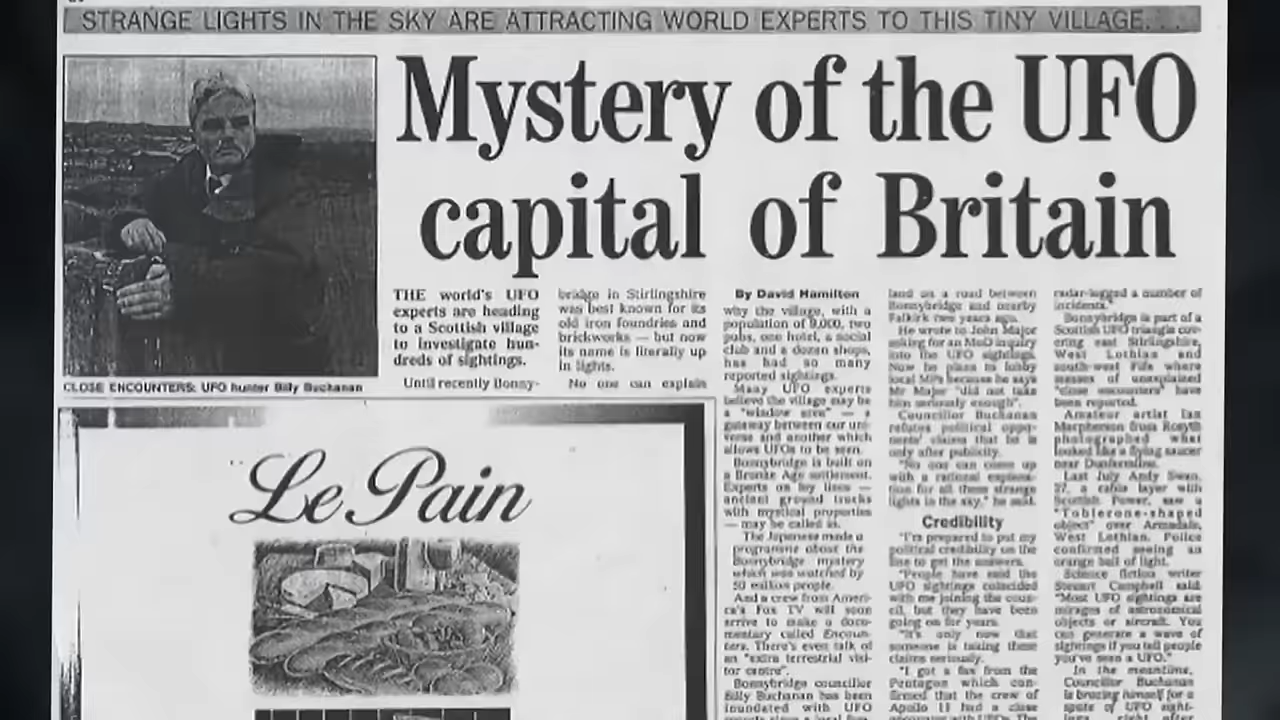 STRANGE LIGHTS IN THE SKY ARE ATTRACTING WORLD EXPERTS TO THIS TINY VILLAGE....
Mystery of the UFO
capital of Britain
CLOSE ENCOUNTERS: UFO hunter Billy Buchanan
THE world's UFO
experts are heading
to a Scottish village
to investigate hun-
dreds of sightings.
Until recently Bonny-
bridge in Stirlingshire
was best known for its
old iron foundries and
brickworks — but now
its name is literally up
in lights.
No one can explain
By David Hamilton
why the village, with a
population of 9,000, two
pubs, one hotel, a social
club and a dozen shops,
has had so many
reported sightings.
Many UFO experts
believe the village may be
a "window area" — a
gateway between our uni-
verse and another which
allows UFOs to be seen.
Bonnybridge is built on
a Bronze Age settlement.
Experts on ley lines —
ancient ground tracks
with mystical properties
— may be called in.
The Japanese made a
programme about the
Bonnybridge mystery
which was watched by
50 million people.
And a crew from Ameri-
ca's Fox TV will soon
arrive to make a docu-
mentary called Encoun-
ters. There's even talk of
an "extra terrestrial visi-
tor centre".
Bonnybridge councillor
Billy Buchanan has been
inundated with UFO
land on a road between
Bonnybridge and nearby
Falkirk two years ago.
He wrote to John Major
asking for an MoD inquiry
into the UFO sightings.
Now he plans to lobby
local MPs because he says
Mr Major "did not take
him seriously enough".
Councillor Buchanan
refutes political oppo-
nents' claims that he is
only after publicity.
"No one can come up
with a rational explana-
tion for all these strange
lights in the sky," he said.
Credibility
"I'm prepared to put my
political credibility on the
line to get the answers.
"People have said the
UFO sightings coincided
with me joining the coun-
cil, but they have been
going on for years.
"It's only now that
someone is taking these
claims seriously.
"I got a fax from the
Pentagon which con-
firmed that the crew of
Apollo 11 had a close
encounter with UFOs. The
radar-logged a number of
incidents."
Bonnybridge is part of a
Scottish UFO triangle cov-
ering east Stirlingshire,
West Lothian and
south-west Fife where
masses of unexplained
"close encounters" have
been reported.
Amateur artist Ian
Macpherson from Rosyth
photographed what
looked like a flying saucer
near Dunfermline.
Last July Andy Swan,
27, a cable layer with
Scottish Power, saw a
"Toblerone-shaped
object" over Armadale,
West Lothian. Police
confirmed seeing an
orange ball of light.
Science fiction writer
Steuart Campbell said:
"Most UFO sightings are
mirages of astronomical
objects or aircraft. You
can generate a wave of
sightings if you tell people
you've seen a UFO."
In the meantime,
Councillor Buchanan
is bracing himself for a
spate of UFO sight-
Le Pain